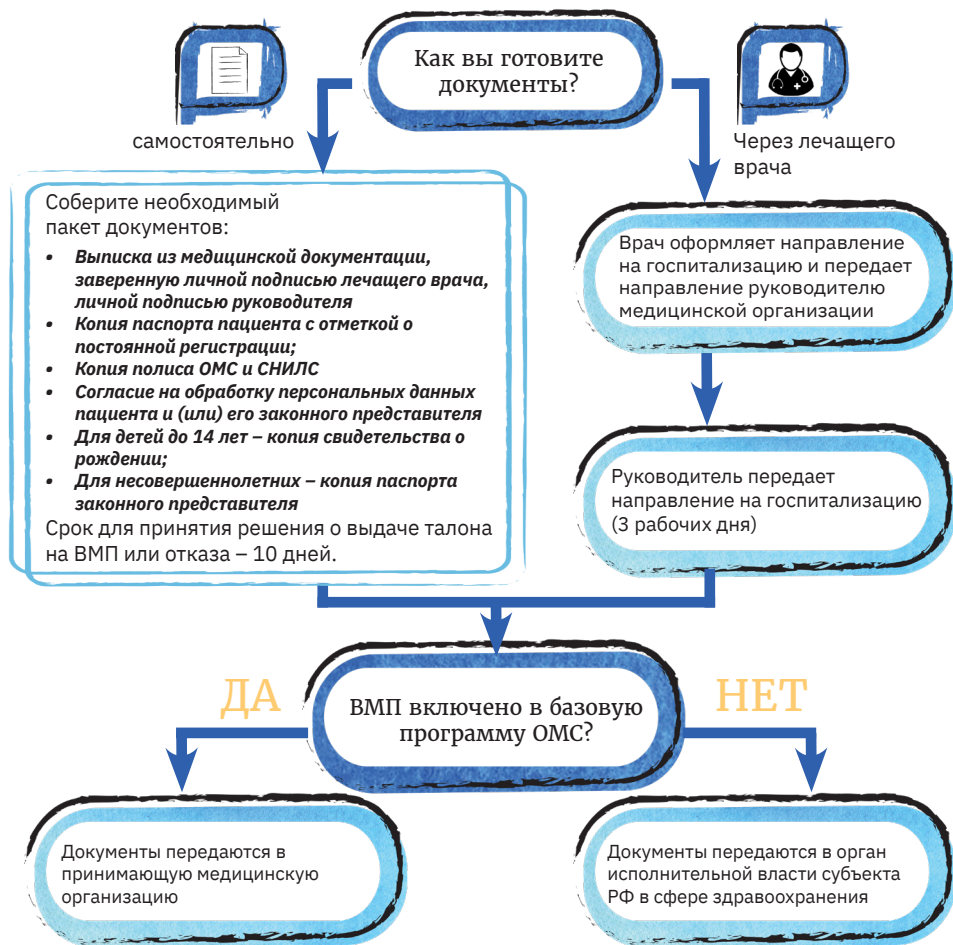 Как вы готовите
документы?
самостоятельно
Через лечащего
врача
Соберите необходимый
пакет документов:
• Выписка из медицинской документации,
заверенную личной подписью лечащего врача,
личной подписью руководителя
• Копия паспорта пациента с отметкой о
постоянной регистрации;
• Копия полиса ОМС и СНИЛС
• Согласие на обработку персональных данных
пациента и (или) его законного представителя
• Для детей до 14 лет – копия свидетельства о
рождении;
• Для несовершеннолетних – копия паспорта
законного представителя
Срок для принятия решения о выдаче талона
на ВМП или отказа – 10 дней.
Врач оформляет направление
на госпитализацию и передает
направление руководителю
медицинской организации
Руководитель передает
направление на госпитализацию
(3 рабочих дня)
ДА
ВМП включено в базовую
программу ОМС?
НЕТ
Документы передаются в
принимающую медицинскую
организацию
Документы передаются в орган
исполнительной власти субъекта
РФ в сфере здравоохранения